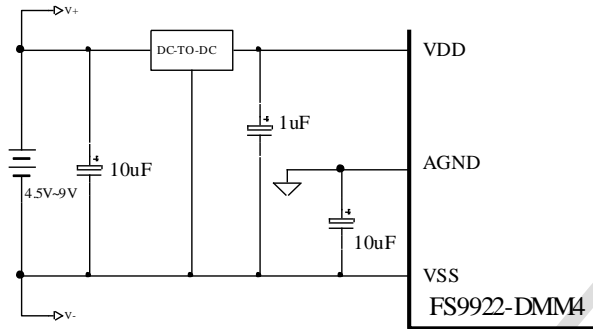 V+
DC-TO-DC
VDD
1uF
10uF
AGND
4.5V~9V
10uF
VSS
FS9922-DMM4
V-